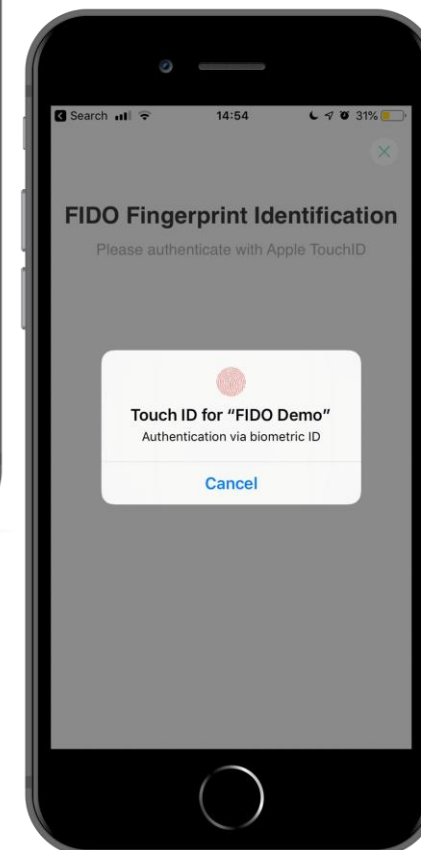 Search 14:54 31%
FIDO Fingerprint Identification
Please authenticate with Apple TouchID
Touch ID for “FIDO Demo”
Authentication via biometric ID
Cancel